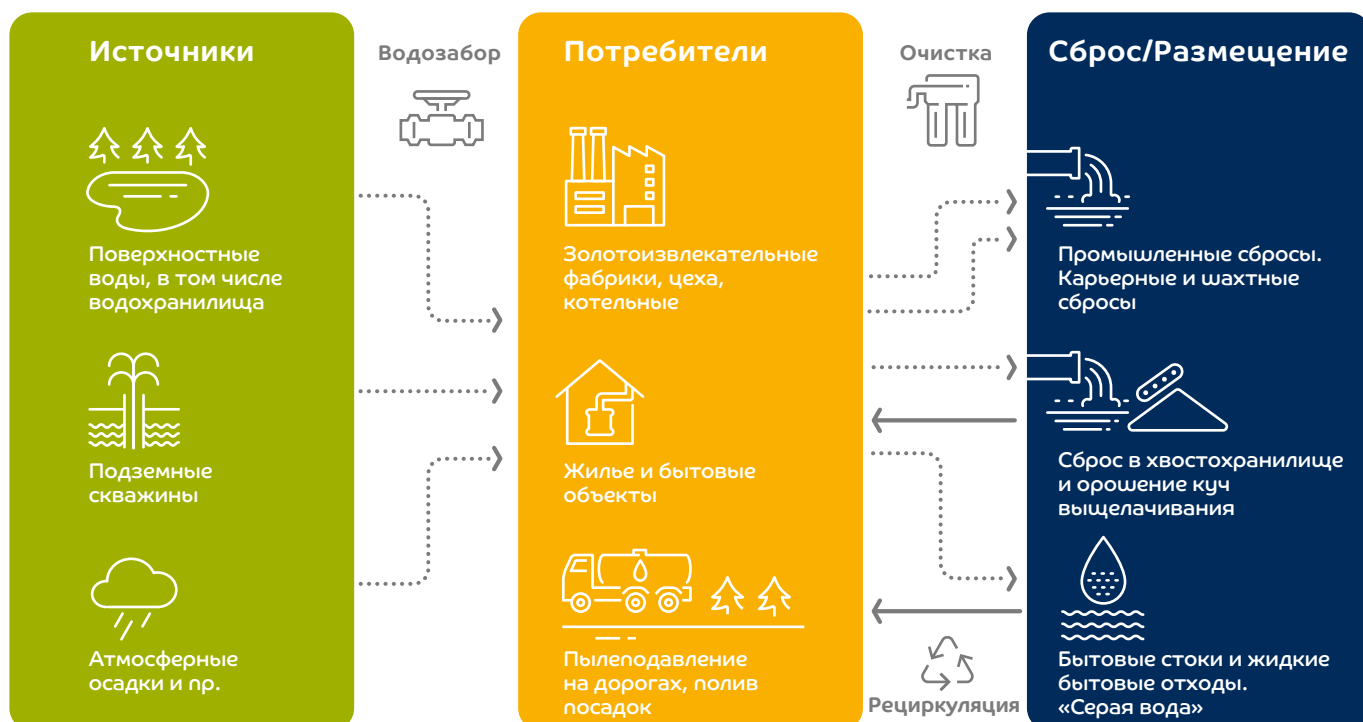 Источники
Поверхностные
воды, в том числе
водохранилища
Подземные
скважины
Атмосферные
осадки и пр.
Водозабор
Потребители
Золотоизвлекательные
фабрики, цеха,
котельные
Жилье и бытовые
объекты
Пылеподавление
на дорогах, полив
посадок
Очистка
Рециркуляция
Сброс/Размещение
Промышленные сбросы.
Карьерные и шахтные
сбросы
Сброс в хвостохранилище
и орошение куч
выщелачивания
Бытовые стоки и жидкие
бытовые отходы.
«Серая вода»